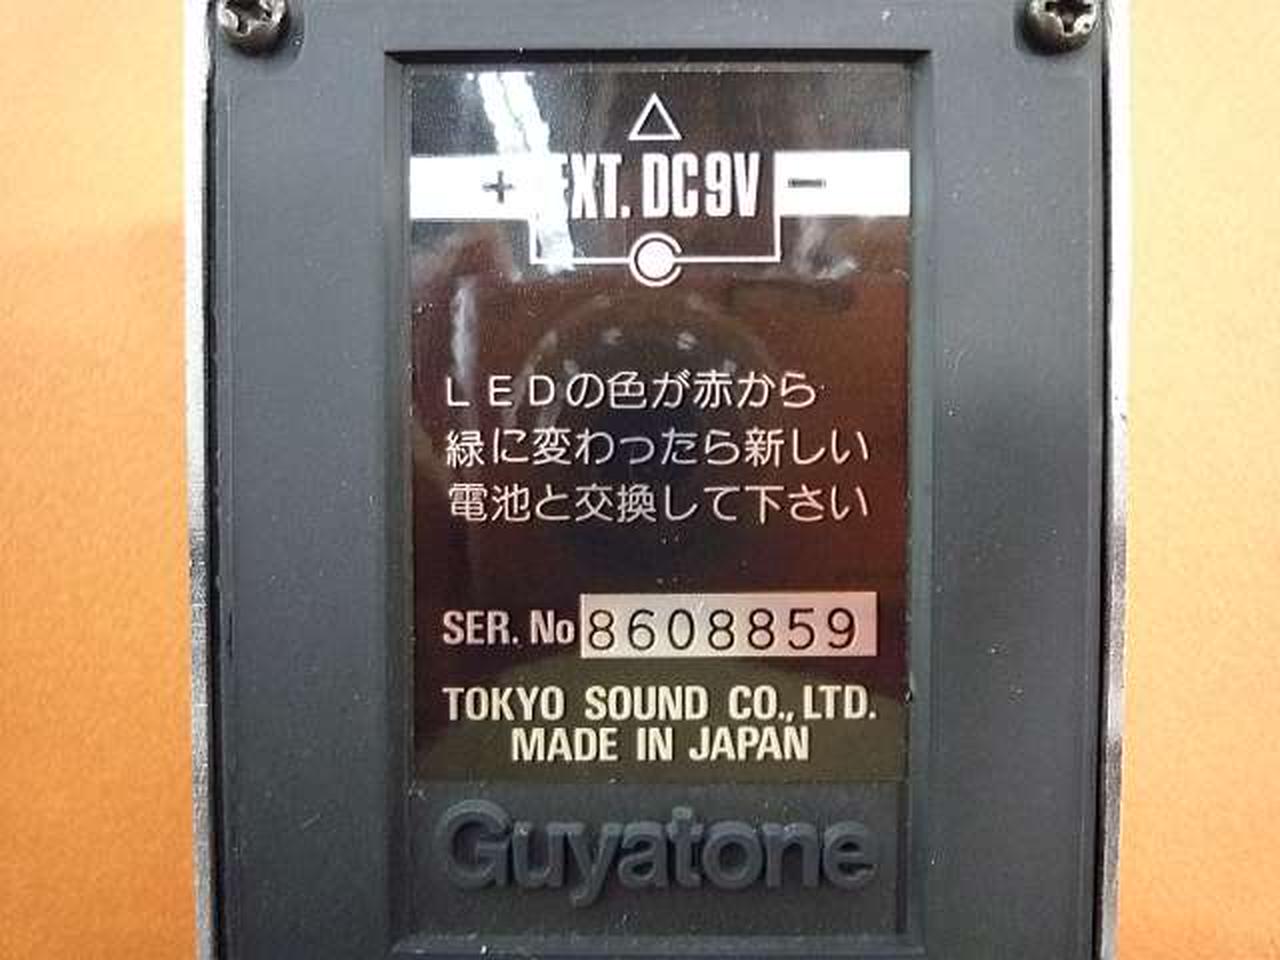 + EXT. DC9V −
ＬＥＤの色が赤から
緑に変わったら新しい
電池と交換して下さい
SER. No 8608859
TOKYO SOUND CO., LTD.
MADE IN JAPAN
Guyatone